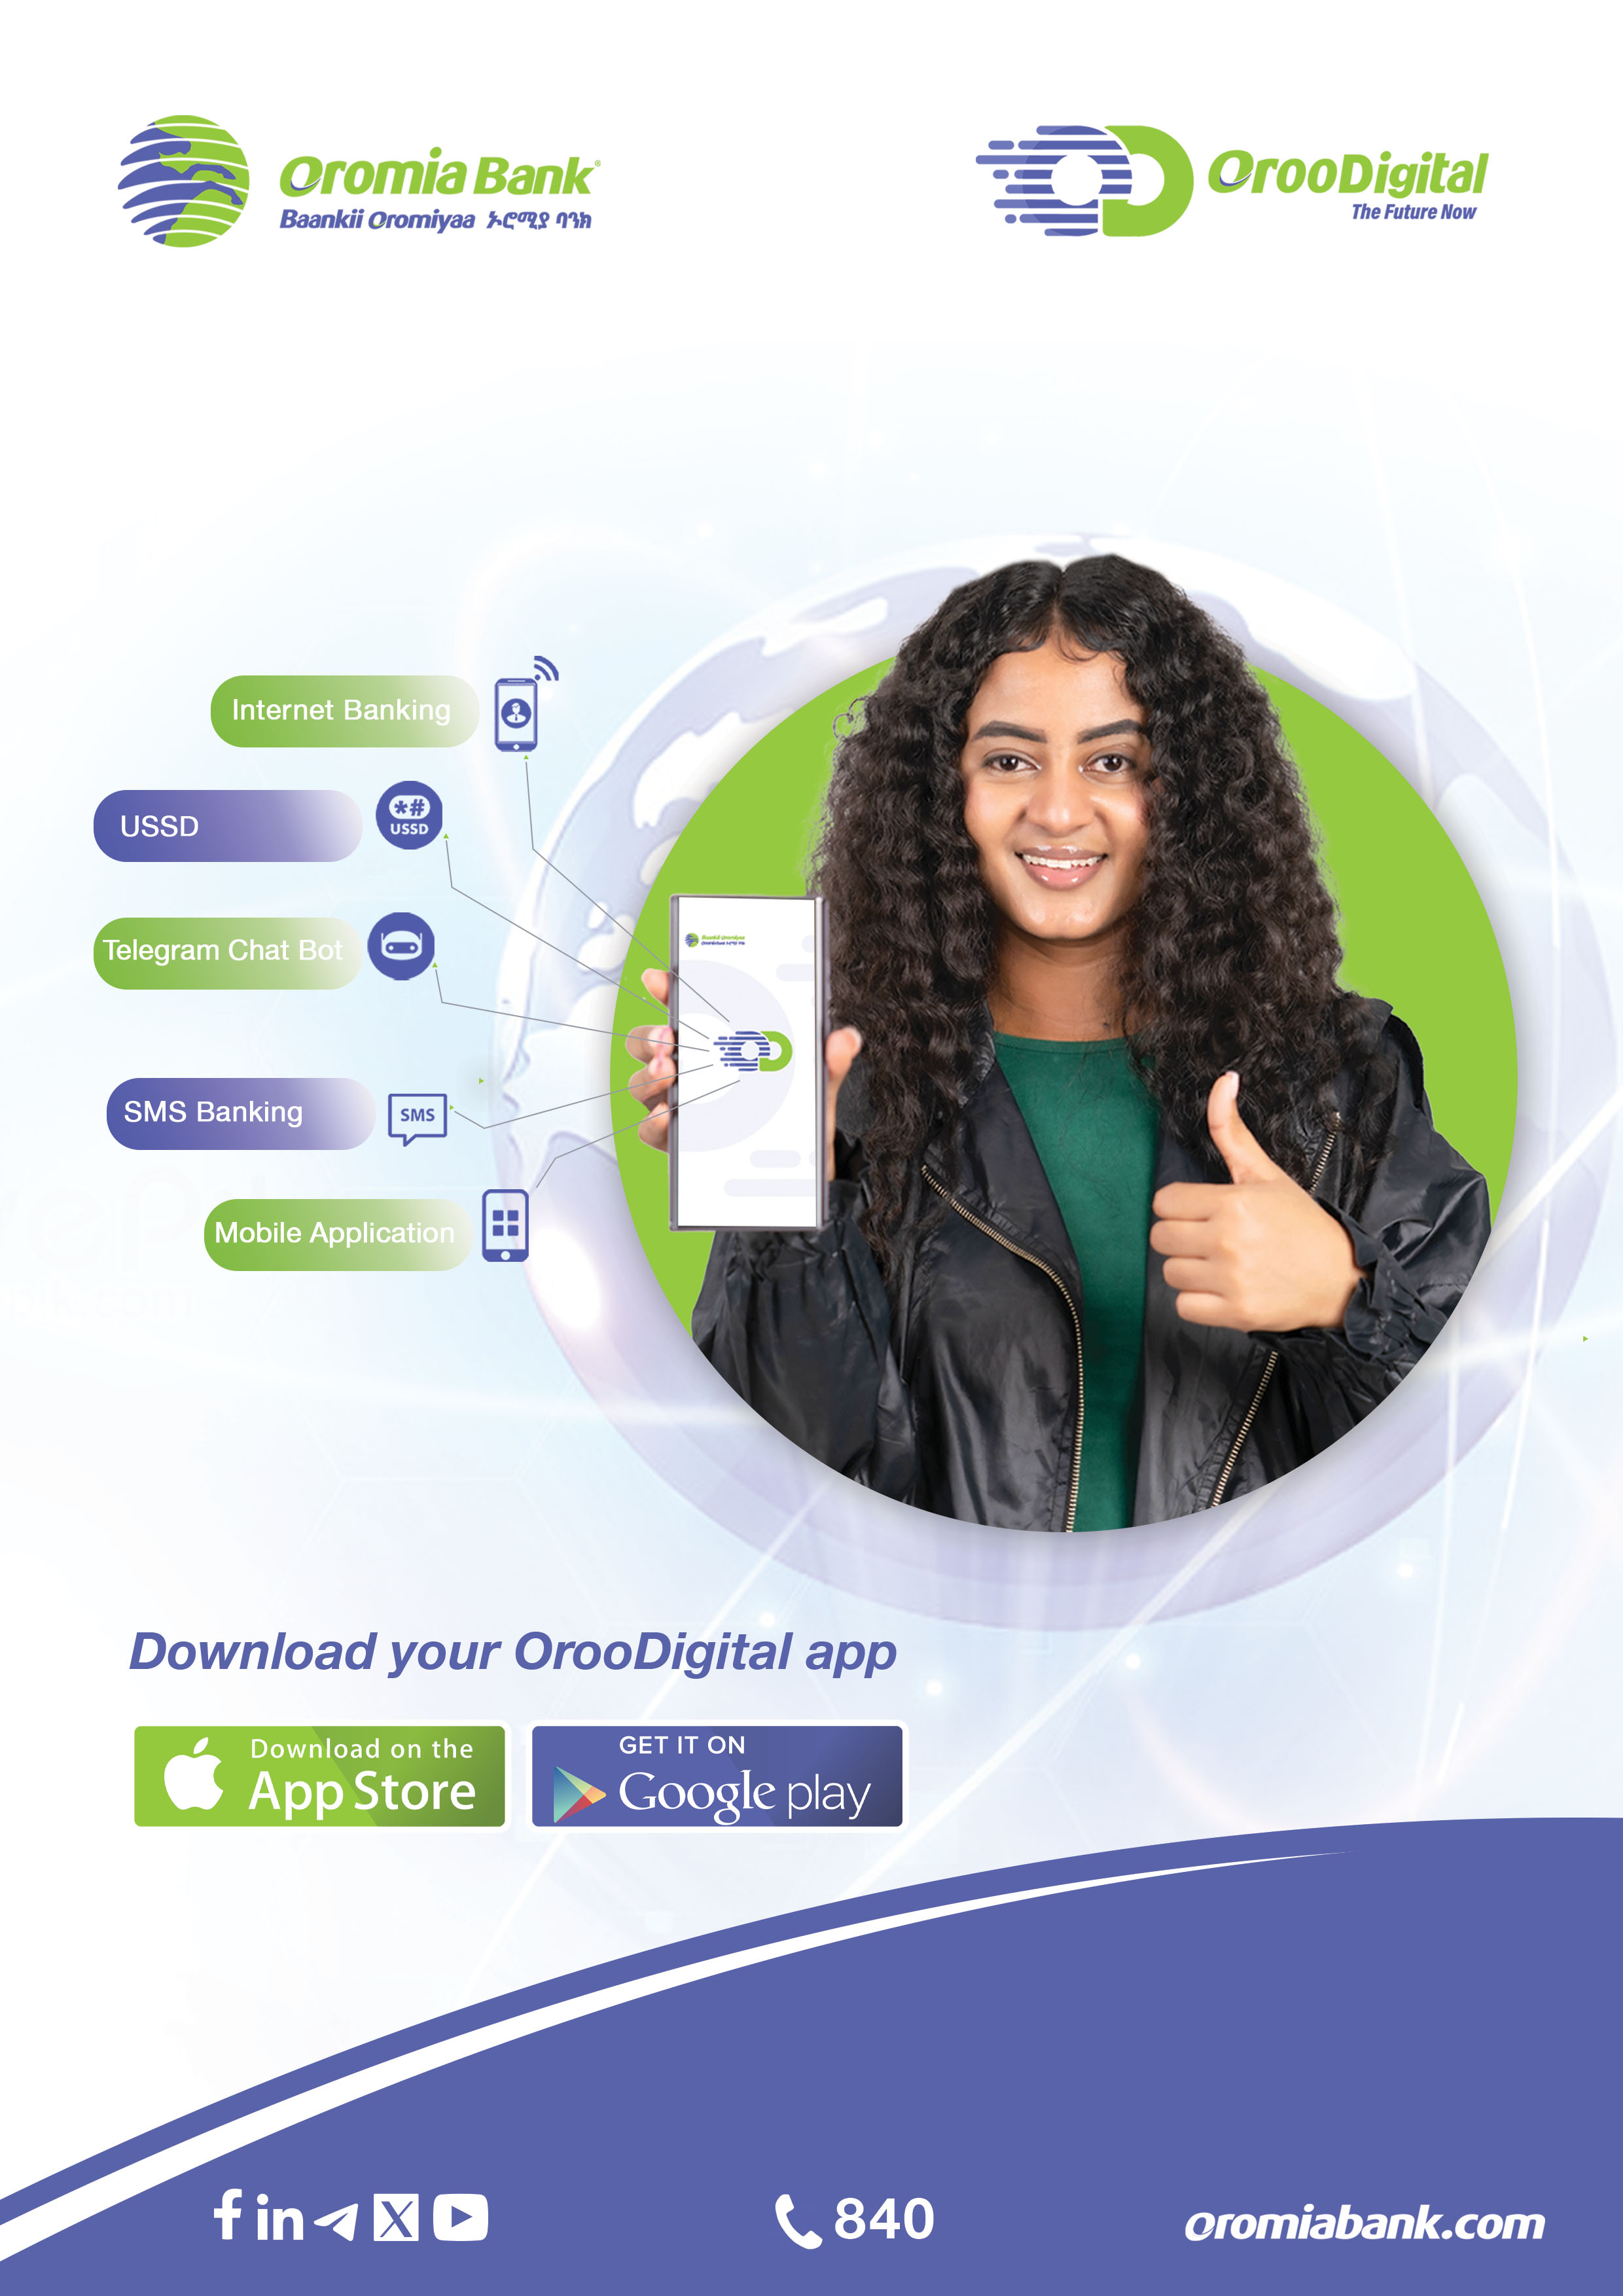 Oromia Bank
Baankii Oromiyaa ኦሮሚያ ባንክ
OrooDigital
The Future Now
Internet Banking
USSD
*#
USSD
Telegram Chat Bot
SMS Banking
SMS
Mobile Application
Baankii Oromiyaa
Download your OrooDigital app
Download on the
App Store
GET IT ON
Google play
f in X
840
oromiabank.com